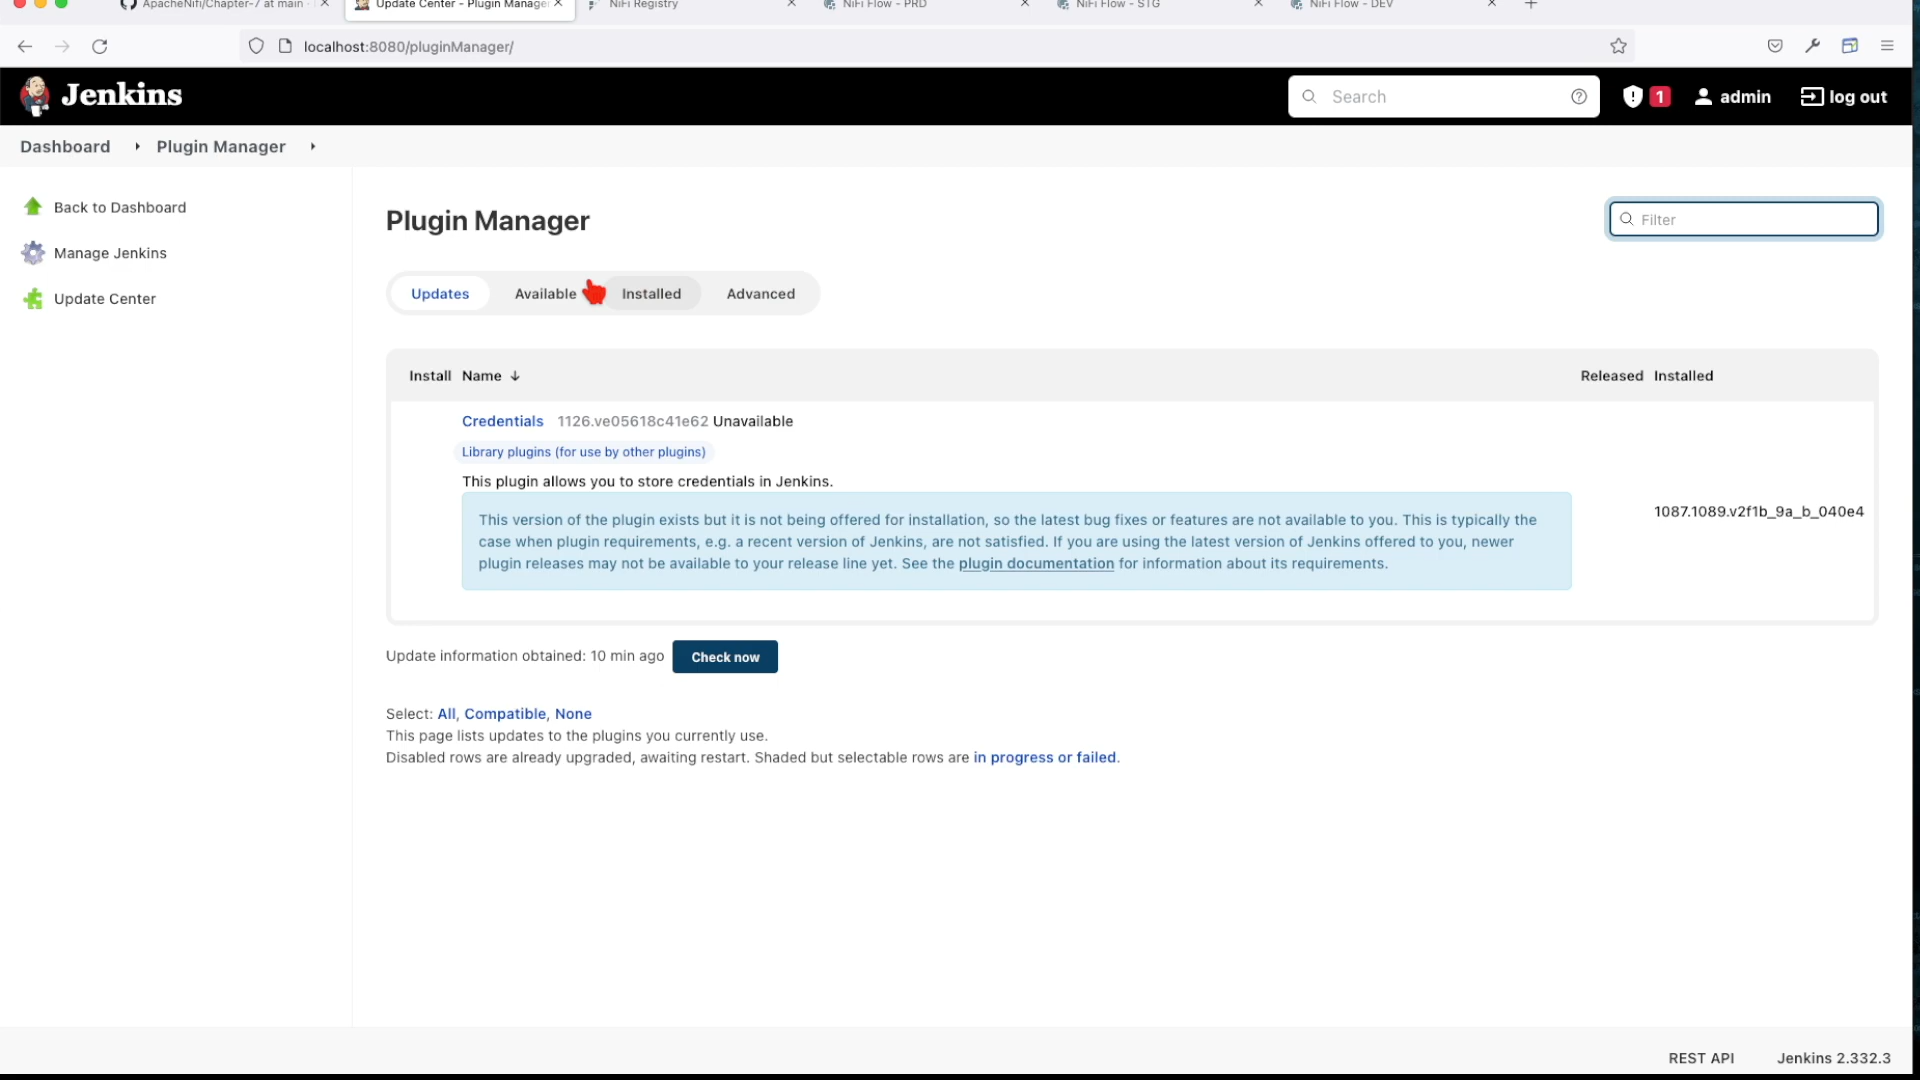 ApacheNifi/Chapter-7 at main
Update Center - Plugin Manager
NiFi Registry
NiFi Flow - PRD
NiFi Flow - STG
NiFi Flow - DEV
localhost:8080/pluginManager/
Jenkins
Search
1
admin
log out
Dashboard
Plugin Manager
Back to Dashboard
Manage Jenkins
Update Center
Plugin Manager
Filter
Updates
Available
Installed
Advanced
Install Name ↓
Released Installed
Credentials 1126.ve05618c41e62 Unavailable
Library plugins (for use by other plugins)
This plugin allows you to store credentials in Jenkins.
This version of the plugin exists but it is not being offered for installation, so the latest bug fixes or features are not available to you. This is typically the
case when plugin requirements, e.g. a recent version of Jenkins, are not satisfied. If you are using the latest version of Jenkins offered to you, newer
plugin releases may not be available to your release line yet. See the plugin documentation for information about its requirements.
1087.1089.v2f1b_9a_b_040e4
Update information obtained: 10 min ago
Check now
Select: All, Compatible, None
This page lists updates to the plugins you currently use.
Disabled rows are already upgraded, awaiting restart. Shaded but selectable rows are in progress or failed.
REST API
Jenkins 2.332.3